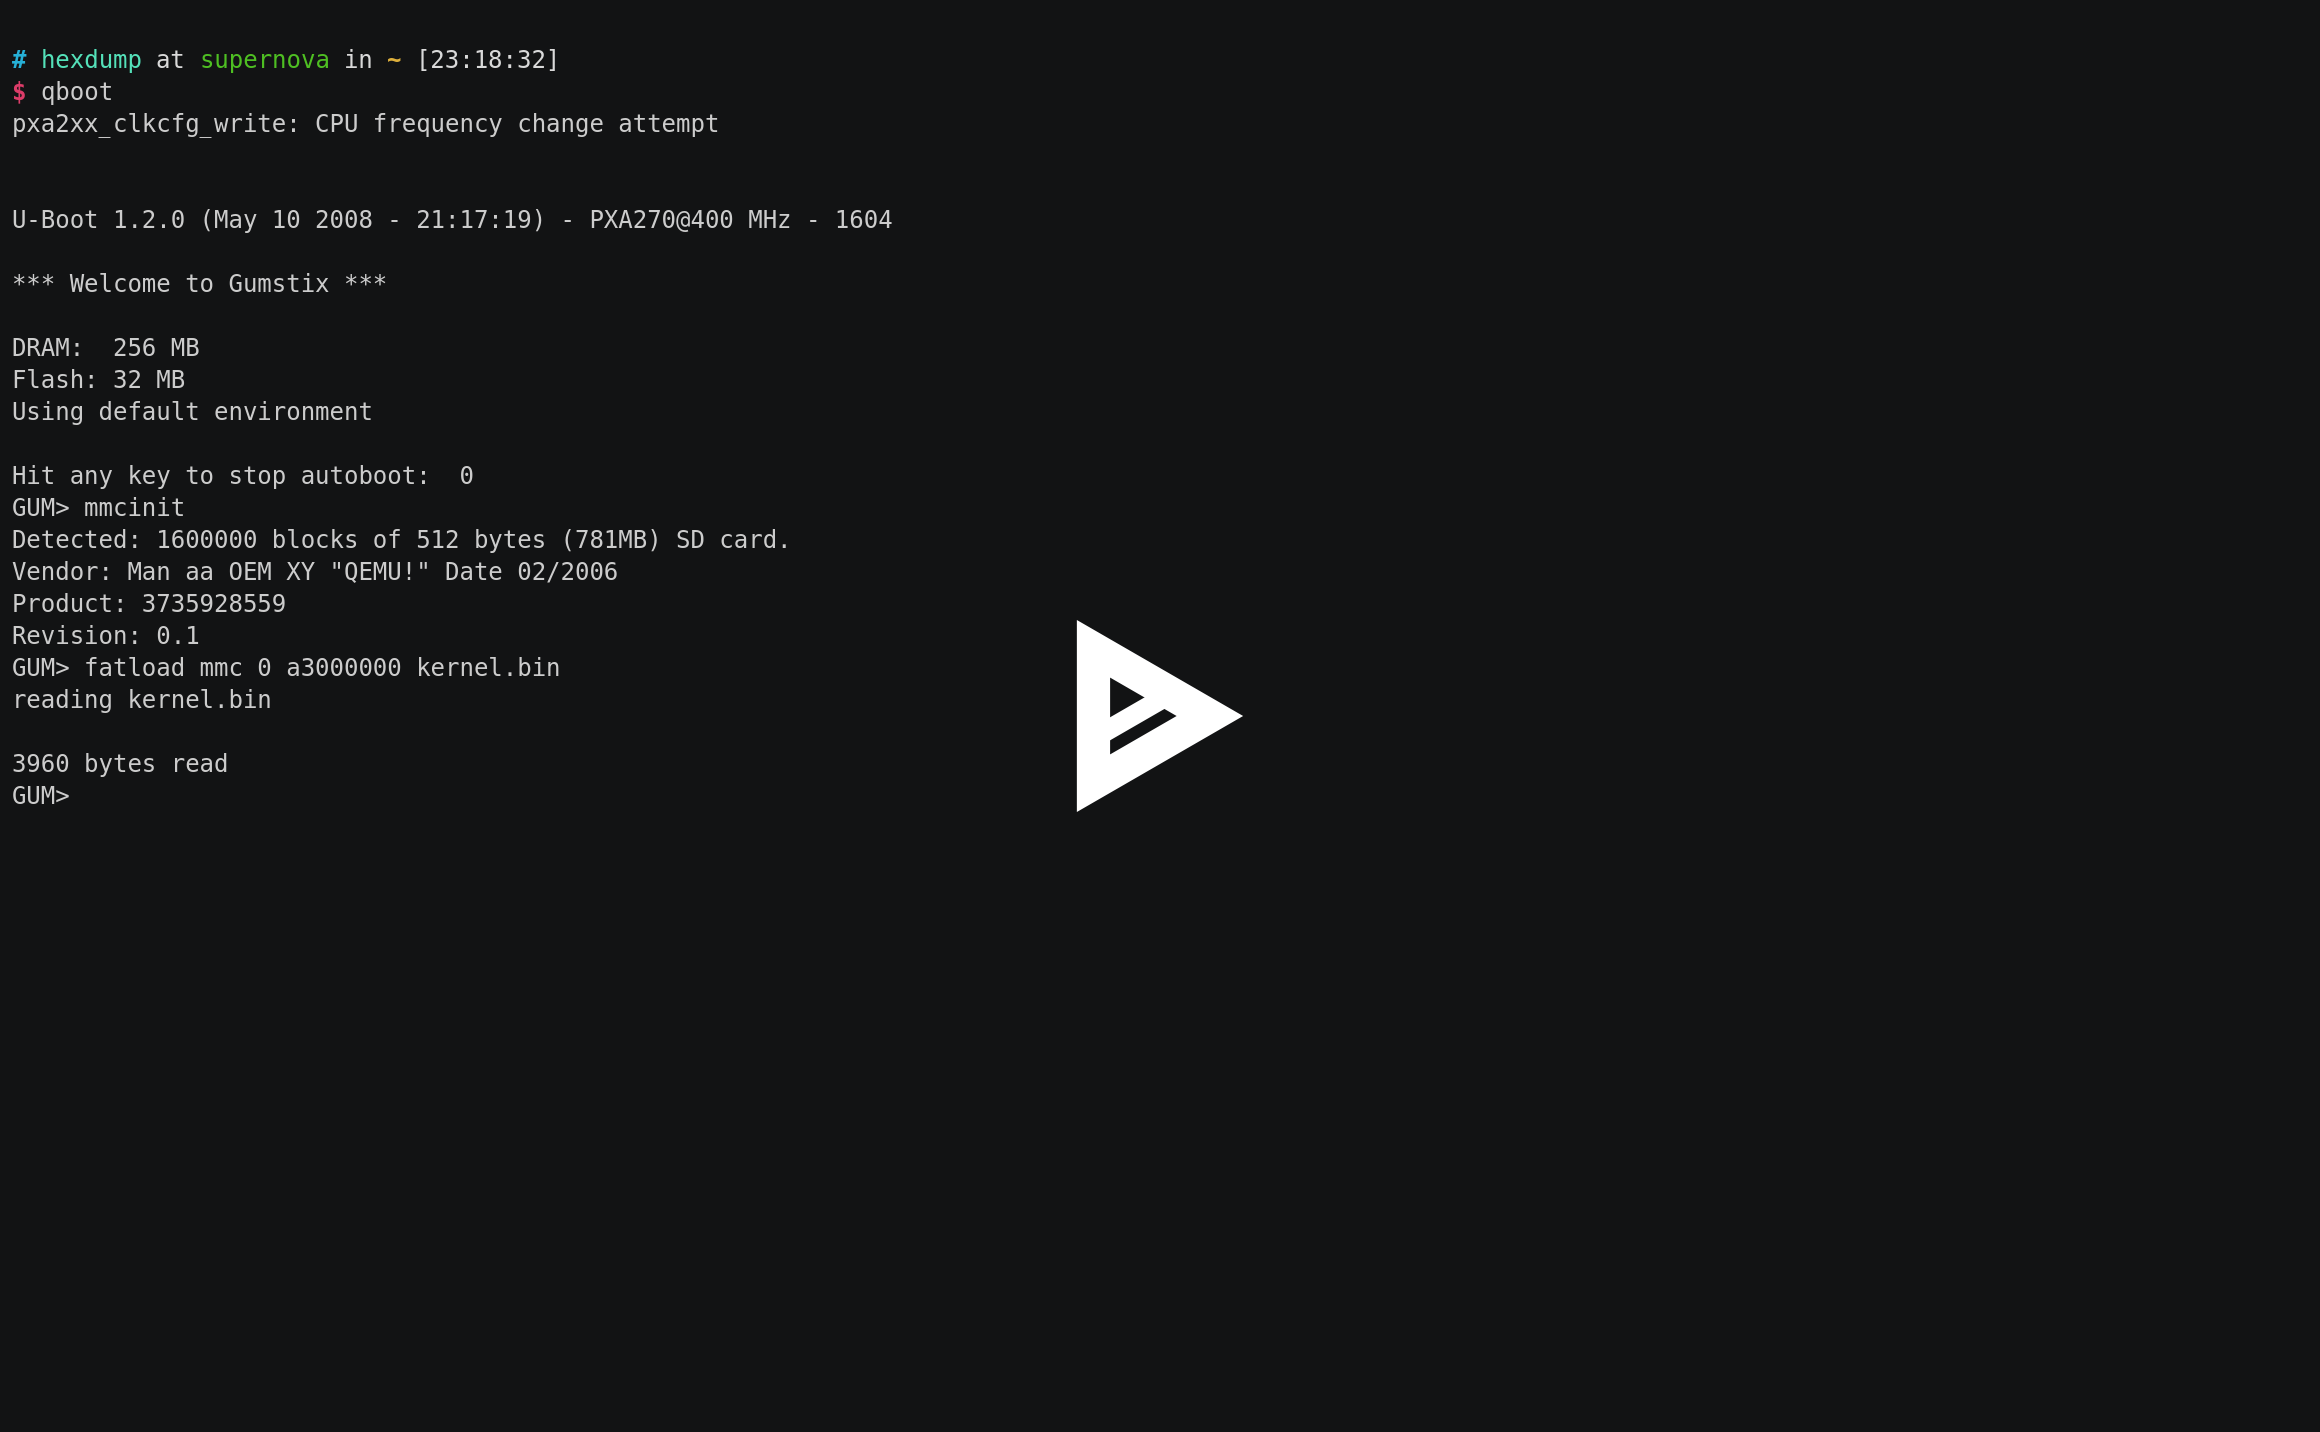 # hexdump at supernova in ~ [23:18:32]
$ qboot
pxa2xx_clkcfg_write: CPU frequency change attempt
U-Boot 1.2.0 (May 10 2008 - 21:17:19) - PXA270@400 MHz - 1604
*** Welcome to Gumstix ***
DRAM:  256 MB
Flash: 32 MB
Using default environment
Hit any key to stop autoboot:  0
GUM> mmcinit
Detected: 1600000 blocks of 512 bytes (781MB) SD card.
Vendor: Man aa OEM XY "QEMU!" Date 02/2006
Product: 3735928559
Revision: 0.1
GUM> fatload mmc 0 a3000000 kernel.bin
reading kernel.bin
3960 bytes read
GUM>